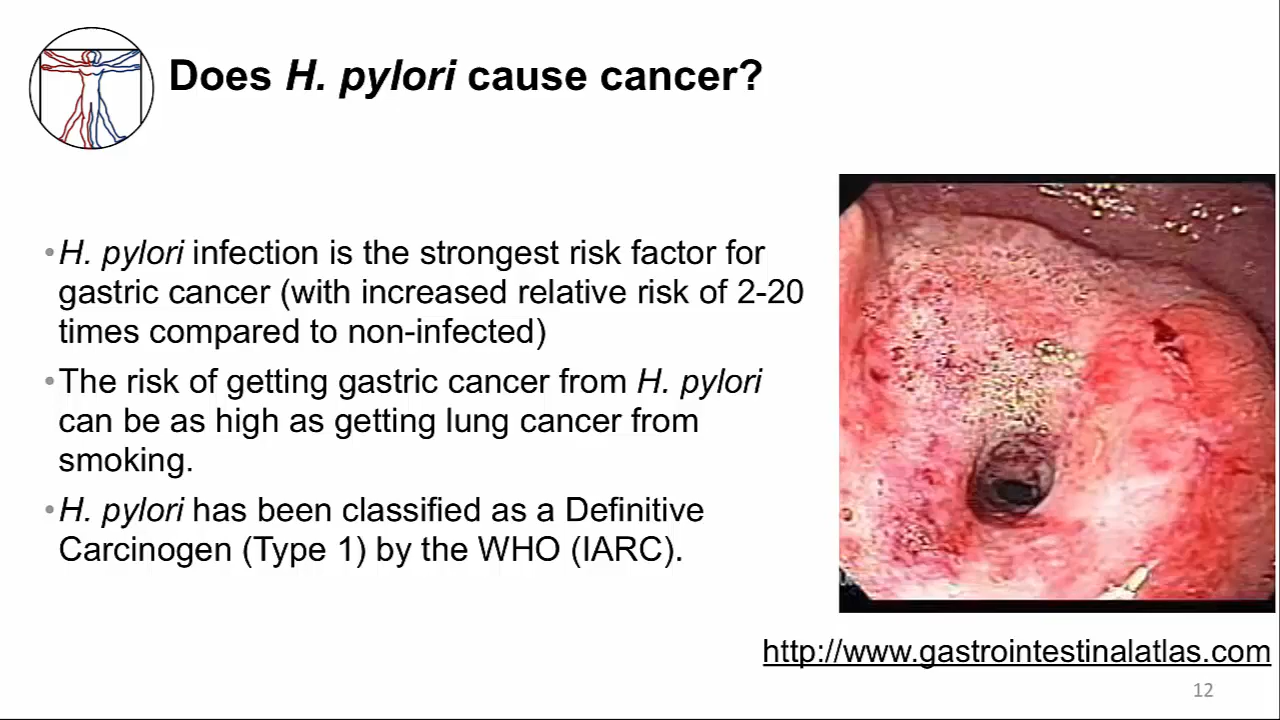 Does H. pylori cause cancer?
•H. pylori infection is the strongest risk factor for
gastric cancer (with increased relative risk of 2-20
times compared to non-infected)
•The risk of getting gastric cancer from H. pylori
can be as high as getting lung cancer from
smoking.
•H. pylori has been classified as a Definitive
Carcinogen (Type 1) by the WHO (IARC).
http://www.gastrointestinalatlas.com
12